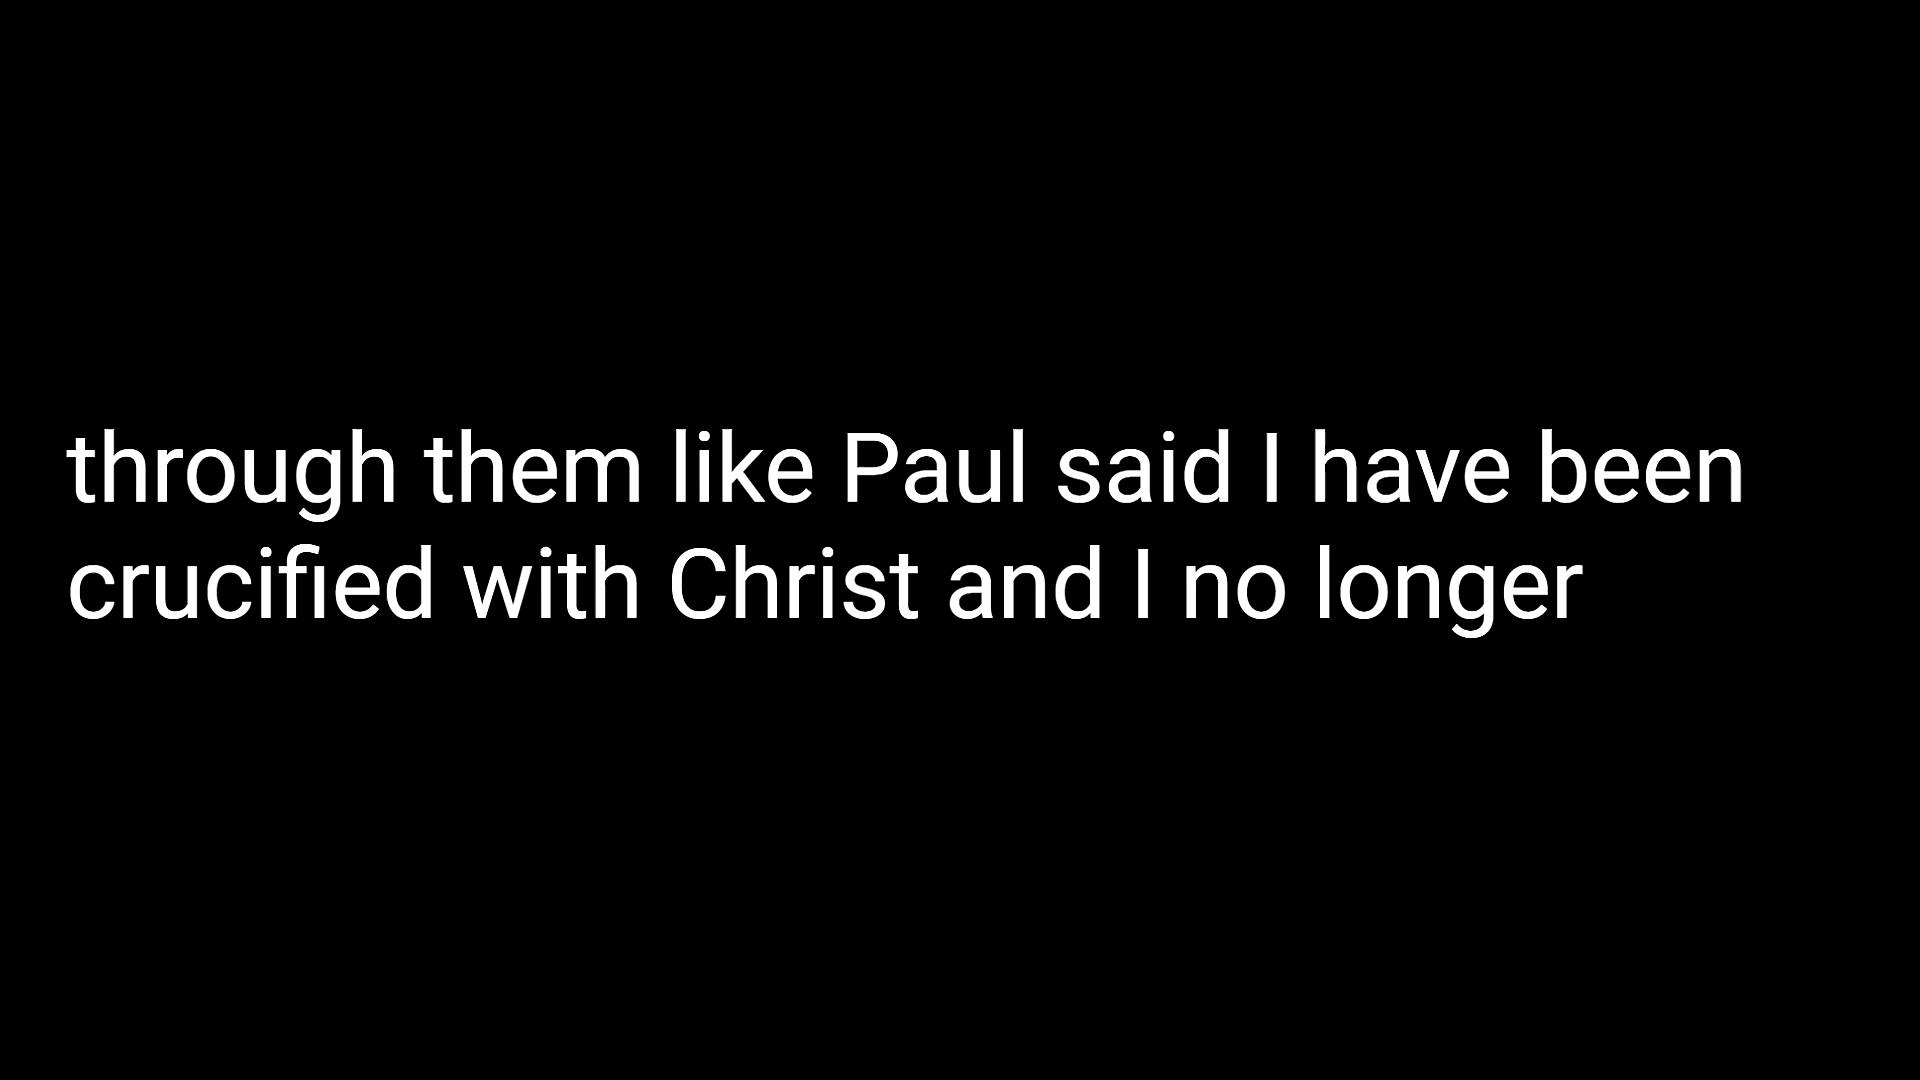 through them like Paul said I have been
crucified with Christ and I no longer